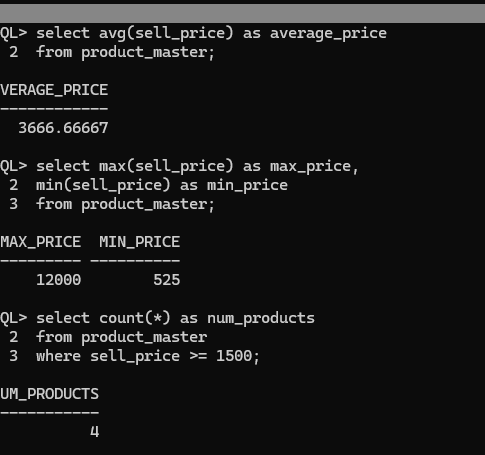 QL> select avg(sell_price) as average_price
2 from product_master;
VERAGE_PRICE
------------
3666.66667
QL> select max(sell_price) as max_price,
2 min(sell_price) as min_price
3 from product_master;
MAX_PRICE MIN_PRICE
--------- ----------
12000 525
QL> select count(*) as num_products
2 from product_master
3 where sell_price >= 1500;
UM_PRODUCTS
-----------
4